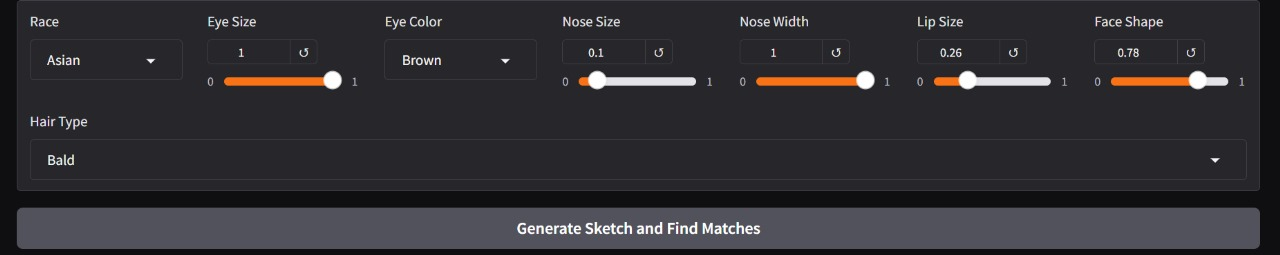 Race Eye Size Eye Color Nose Size Nose Width Lip Size Face Shape
Asian 1 ↺ Brown 0.1 ↺ 1 ↺ 0.26 ↺ 0.78 ↺
0 1 0 1 0 1 0 1 0 1
Hair Type
Bald
Generate Sketch and Find Matches